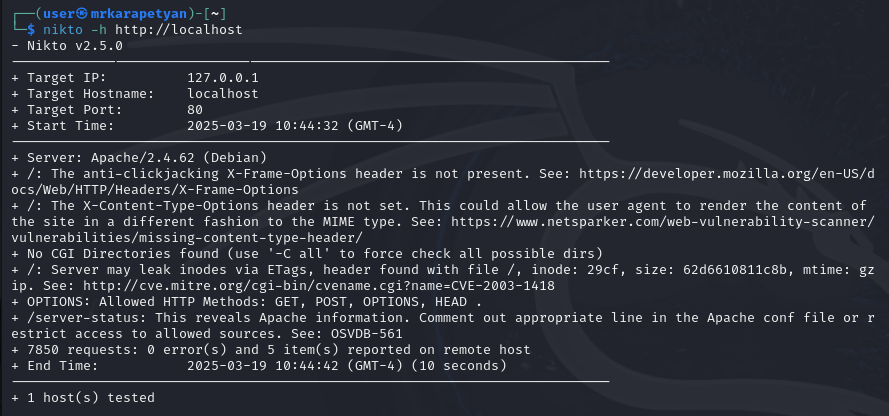 ┌──(user㉿mrkarapetyan)-[~]
└─$ nikto -h http://localhost
- Nikto v2.5.0
---------------------------------------------------------------------------
+ Target IP:          127.0.0.1
+ Target Hostname:    localhost
+ Target Port:        80
+ Start Time:         2025-03-19 10:44:32 (GMT-4)
---------------------------------------------------------------------------
+ Server: Apache/2.4.62 (Debian)
+ /: The anti-clickjacking X-Frame-Options header is not present. See: https://developer.mozilla.org/en-US/d
ocs/Web/HTTP/Headers/X-Frame-Options
+ /: The X-Content-Type-Options header is not set. This could allow the user agent to render the content of
the site in a different fashion to the MIME type. See: https://www.netsparker.com/web-vulnerability-scanner/
vulnerabilities/missing-content-type-header/
+ No CGI Directories found (use '-C all' to force check all possible dirs)
+ /: Server may leak inodes via ETags, header found with file /, inode: 29cf, size: 62d6610811c8b, mtime: gz
ip. See: http://cve.mitre.org/cgi-bin/cvename.cgi?name=CVE-2003-1418
+ OPTIONS: Allowed HTTP Methods: GET, POST, OPTIONS, HEAD .
+ /server-status: This reveals Apache information. Comment out appropriate line in the Apache conf file or r
estrict access to allowed sources. See: OSVDB-561
+ 7850 requests: 0 error(s) and 5 item(s) reported on remote host
+ End Time:           2025-03-19 10:44:42 (GMT-4) (10 seconds)
---------------------------------------------------------------------------
+ 1 host(s) tested